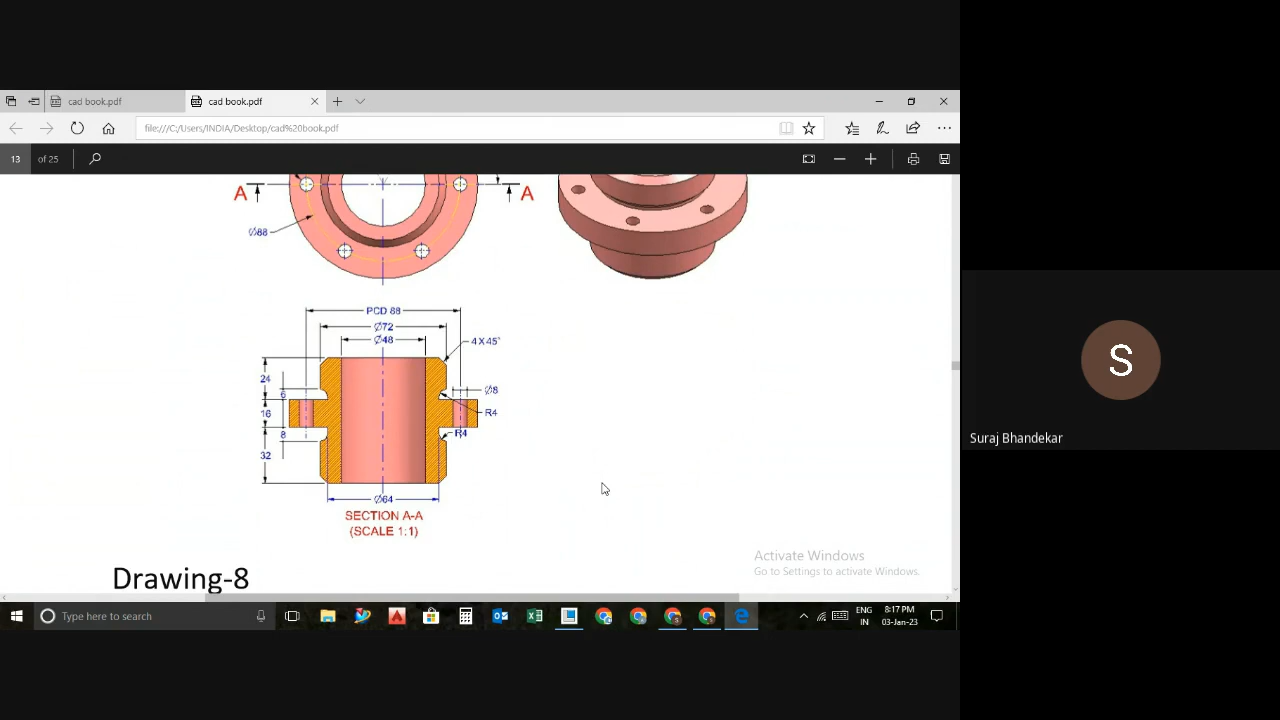 cad book.pdf
cad book.pdf
file:///C:/Users/INDIA/Desktop/cad%20book.pdf
13 of 25
A
A
Ø88
PCD 88
Ø72
Ø48
4 X 45°
24
6
Ø8
16
R4
8
R4
32
Ø64
SECTION A-A
(SCALE 1:1)
Drawing-8
Activate Windows
Go to Settings to activate Windows.
Type here to search
ENG
IN
8:17 PM
03-Jan-23
S
Suraj Bhandekar